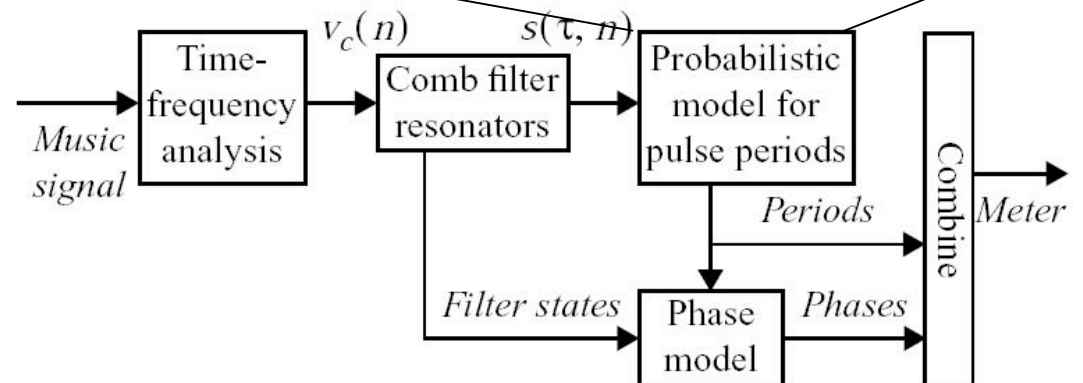 v_c(n)
s(τ, n)
Time-
frequency
analysis
Comb filter
resonators
Probabilistic
model for
pulse periods
Music
signal
Combine
Periods
Meter
Filter states
Phase
model
Phases